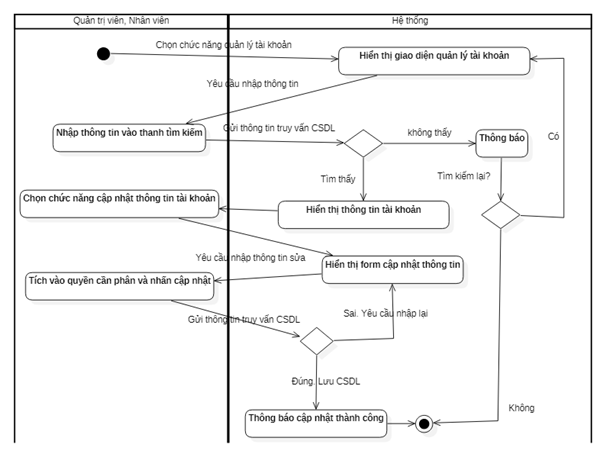 Quản trị viên, Nhân viên
Hệ thống
Chọn chức năng quản lý tài khoản
Hiển thị giao diện quản lý tài khoản
Yêu cầu nhập thông tin
Nhập thông tin vào thanh tìm kiếm
Gửi thông tin truy vấn CSDL
không thấy
Thông báo
Có
Tìm thấy
Tìm kiếm lại?
Chọn chức năng cập nhật thông tin tài khoản
Hiển thị thông tin tài khoản
Yêu cầu nhập thông tin sửa
Hiển thị form cập nhật thông tin
Tích vào quyền cần phân và nhấn cập nhật
Gửi thông tin truy vấn CSDL
Sai. Yêu cầu nhập lại
Đúng. Lưu CSDL
Không
Thông báo cập nhật thành công